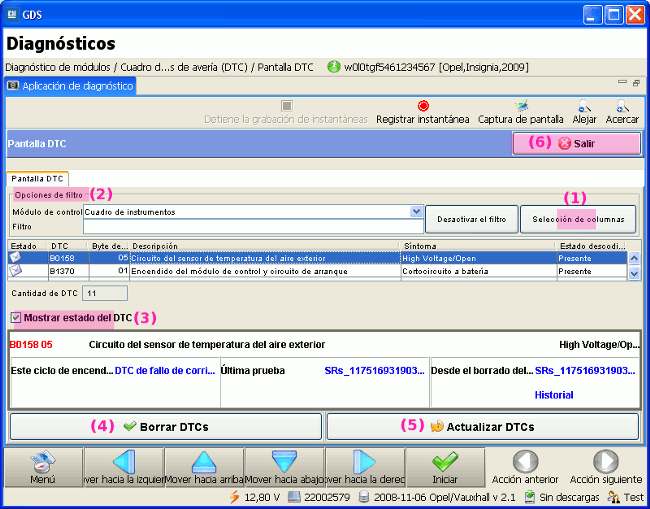 GDS
Diagnósticos
Diagnóstico de módulos / Cuadro d...s de avería (DTC) / Pantalla DTC w0l0tgf5461234567 [Opel,Insignia,2009]
Aplicación de diagnóstico
Detiene la grabación de instantáneas Registrar instantánea Captura de pantalla Alejar Acercar
Pantalla DTC (6) Salir
Pantalla DTC
Opciones de filtro (2) (1)
Módulo de control Cuadro de instrumentos Desactivar el filtro Selección de columnas
Filtro
Estado DTC Byte de... Descripción Síntoma Estado descodi...
B0158 05 Circuito del sensor de temperatura del aire exterior High Voltage/Open Presente
B1370 01 Encendido del módulo de control y circuito de arranque Cortocircuito a batería Presente
Cantidad de DTC 11
Mostrar estado del DTC (3)
B0158 05 Circuito del sensor de temperatura del aire exterior High Voltage/Op...
Este ciclo de encend... DTC de fallo de corri... Última prueba SRs_117516931903... Desde el borrado del... SRs_117516931903...
Historial
(4) Borrar DTCs (5) Actualizar DTCs
Menú over hacia la izquier Mover hacia arriba Mover hacia abajo over hacia la derec Iniciar Acción anterior Acción siguiente
12,80 V 22002579 2008-11-06 Opel/Vauxhall v 2.1 Sin descargas Test